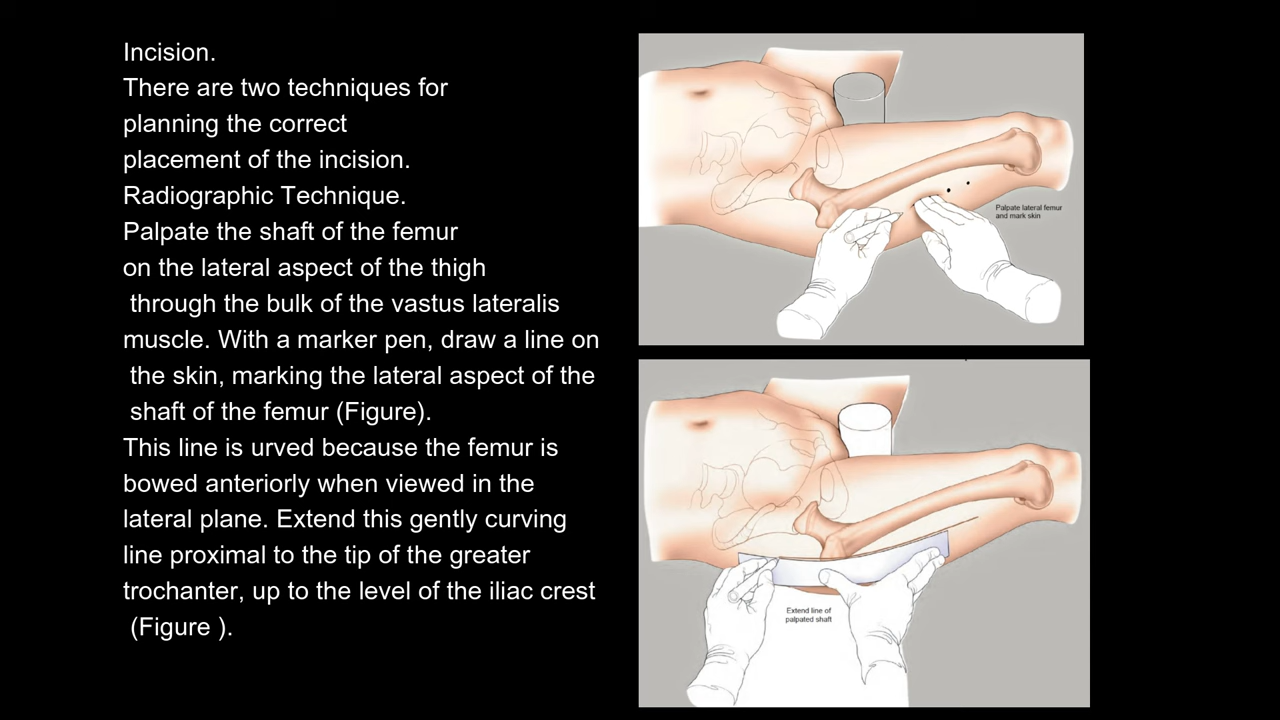 Incision.
There are two techniques for
planning the correct
placement of the incision.
Radiographic Technique.
Palpate the shaft of the femur
on the lateral aspect of the thigh
through the bulk of the vastus lateralis
muscle. With a marker pen, draw a line on
the skin, marking the lateral aspect of the
shaft of the femur (Figure).
This line is urved because the femur is
bowed anteriorly when viewed in the
lateral plane. Extend this gently curving
line proximal to the tip of the greater
trochanter, up to the level of the iliac crest
(Figure ).
Palpate lateral femur
and mark skin
Extend line of
palpated shaft